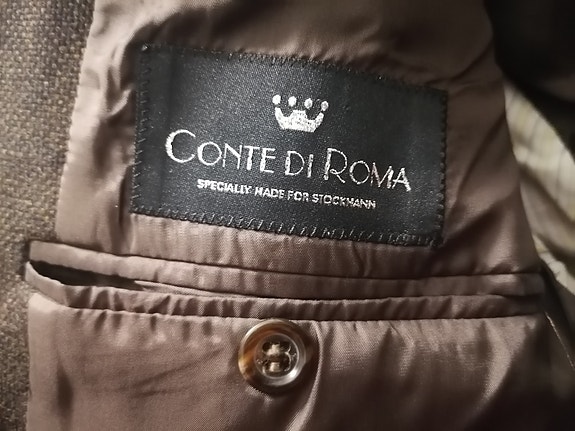 CONTE DI ROMA
SPECIALLY MADE FOR STOCKMANN